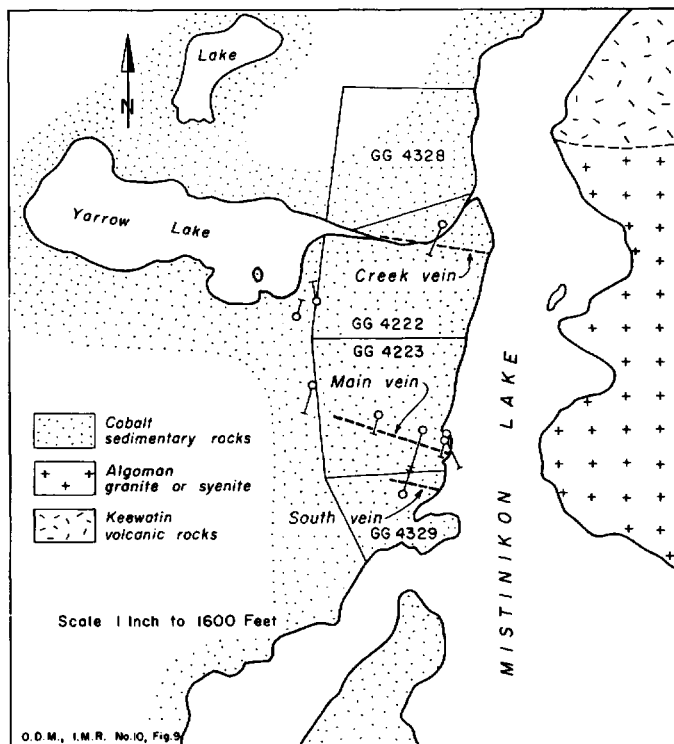 Lake
N
GG 4328
Yarrow Lake
Creek vein
GG 4222
GG 4223
Main vein
Cobalt
sedimentary rocks
Algoman
granite or syenite
Keewatin
volcanic rocks
South vein
GG 4329
MISTINIKON LAKE
Scale 1 Inch to 1600 Feet
O.D.M., I.M.R. No.10, Fig.9